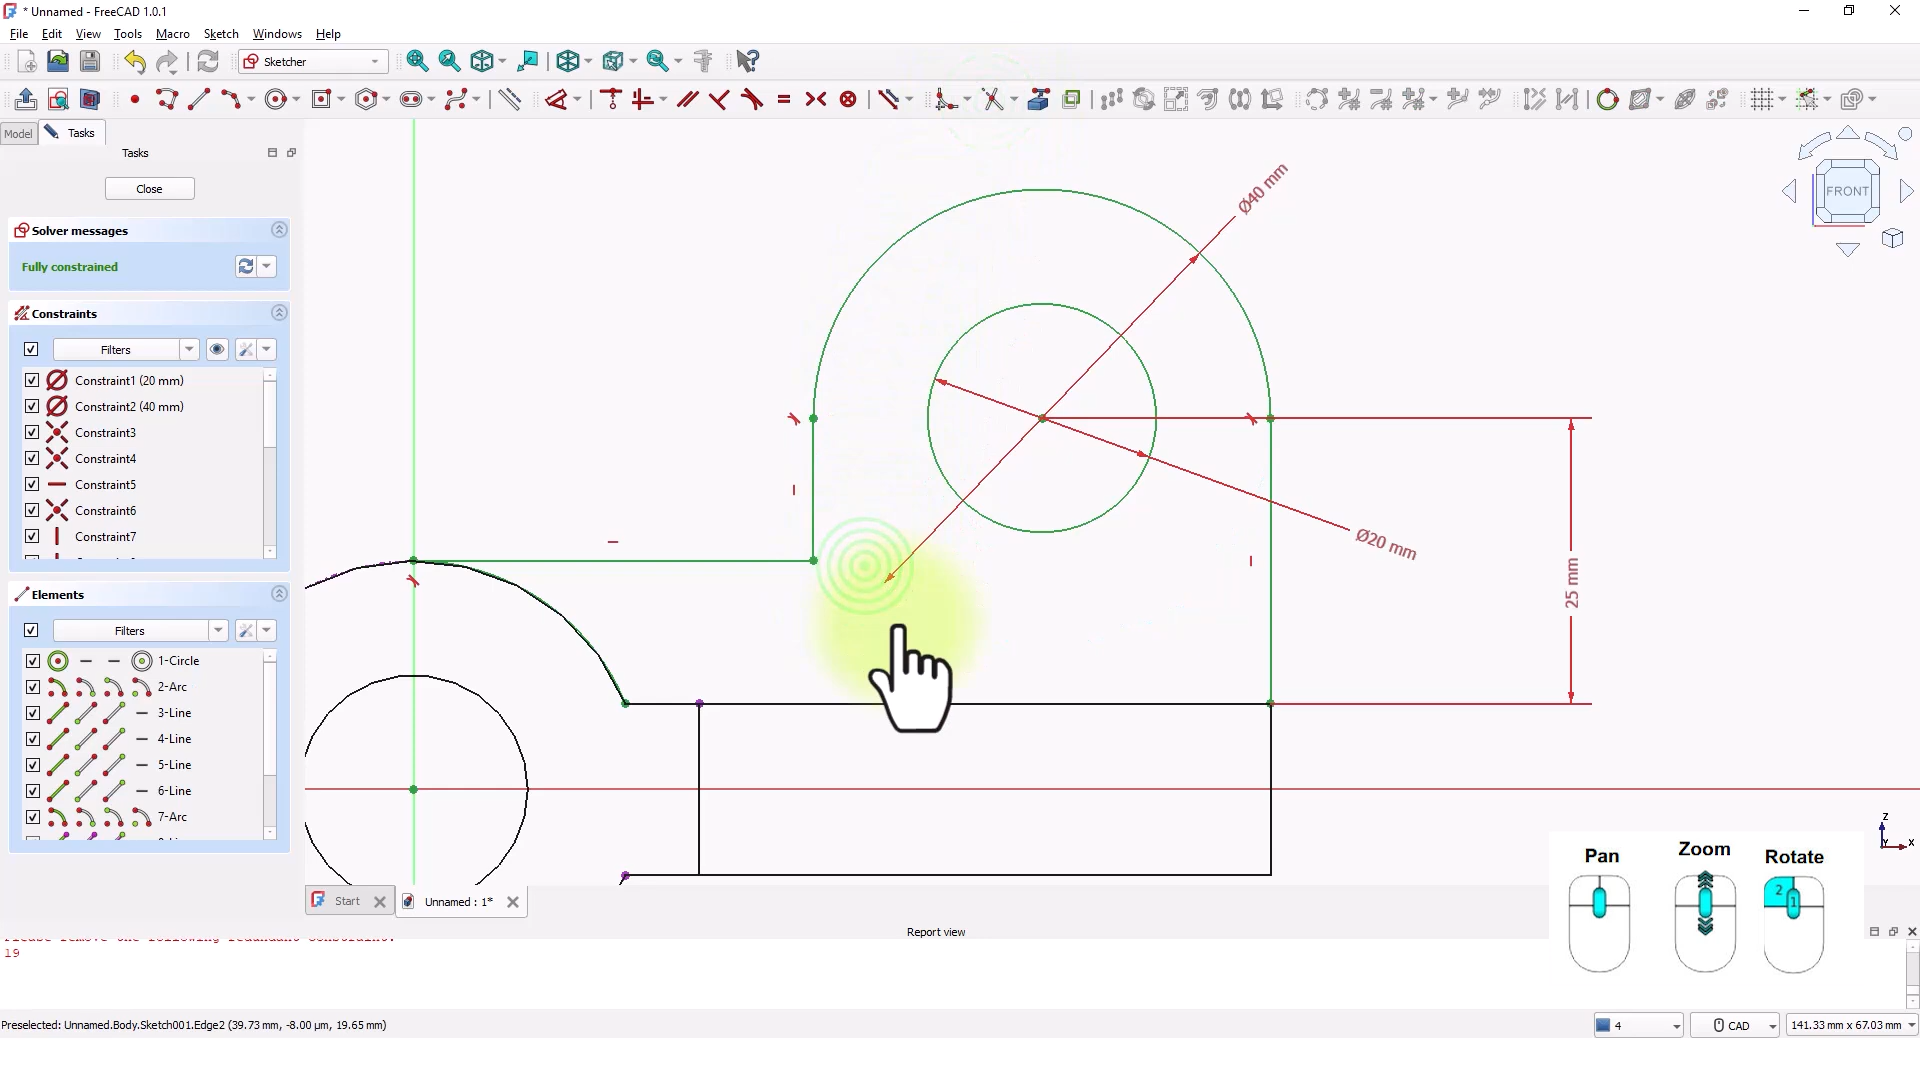 * Unnamed - FreeCAD 1.0.1
File Edit View Tools Macro Sketch Windows Help
Sketcher
Model Tasks
Tasks
Close
Solver messages
Fully constrained
Constraints
Filters
Constraint1 (20 mm)
Constraint2 (40 mm)
Constraint3
Constraint4
Constraint5
Constraint6
Constraint7
Elements
Filters
1-Circle
2-Arc
3-Line
4-Line
5-Line
6-Line
7-Arc
Ø40 mm
Ø20 mm
25 mm
FRONT
Z
X
Pan Zoom Rotate
2
1
Start Unnamed : 1*
Report view
19
Preselected: Unnamed.Body.Sketch001.Edge2 (39.73 mm, -8.00 µm, 19.65 mm)
4 CAD 141.33 mm x 67.03 mm